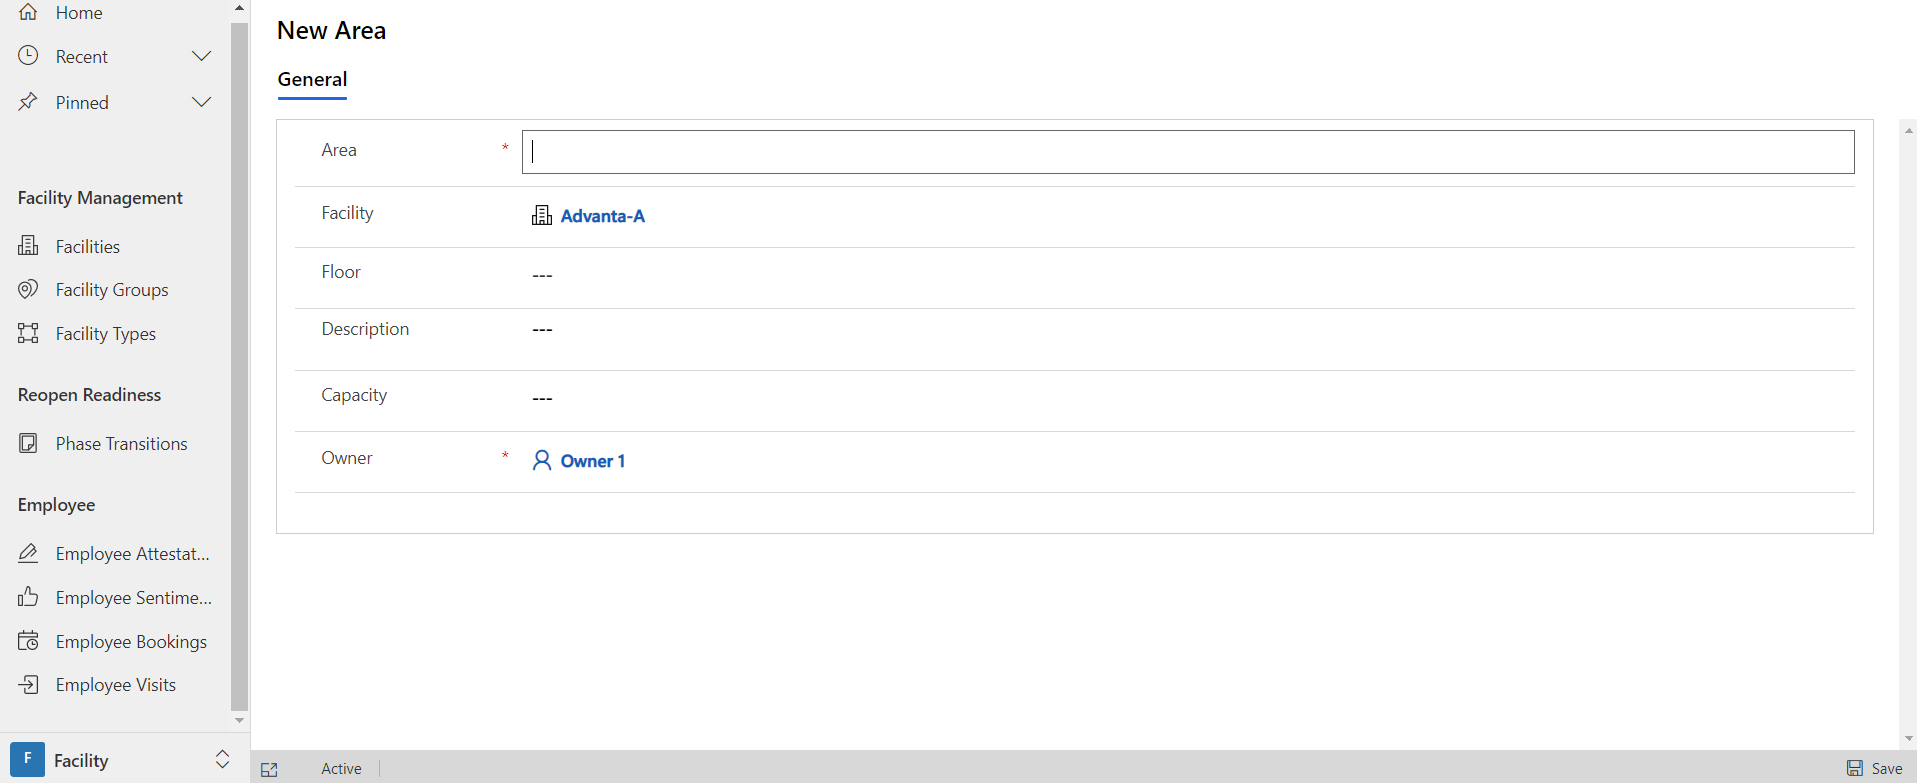 Home
Recent
Pinned
Facility Management
Facilities
Facility Groups
Facility Types
Reopen Readiness
Phase Transitions
Employee
Employee Attestat...
Employee Sentime...
Employee Bookings
Employee Visits
F Facility
New Area
General
Area *
Facility Advanta-A
Floor ---
Description ---
Capacity ---
Owner * Owner 1
Active
Save